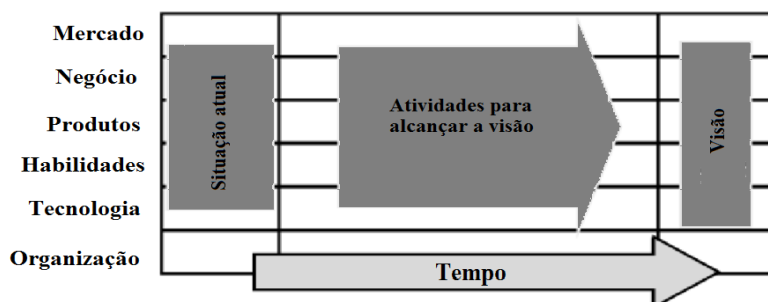 Mercado
Negócio
Produtos
Habilidades
Tecnologia
Organização
Situação atual
Atividades para
alcançar a visão
Visão
Tempo